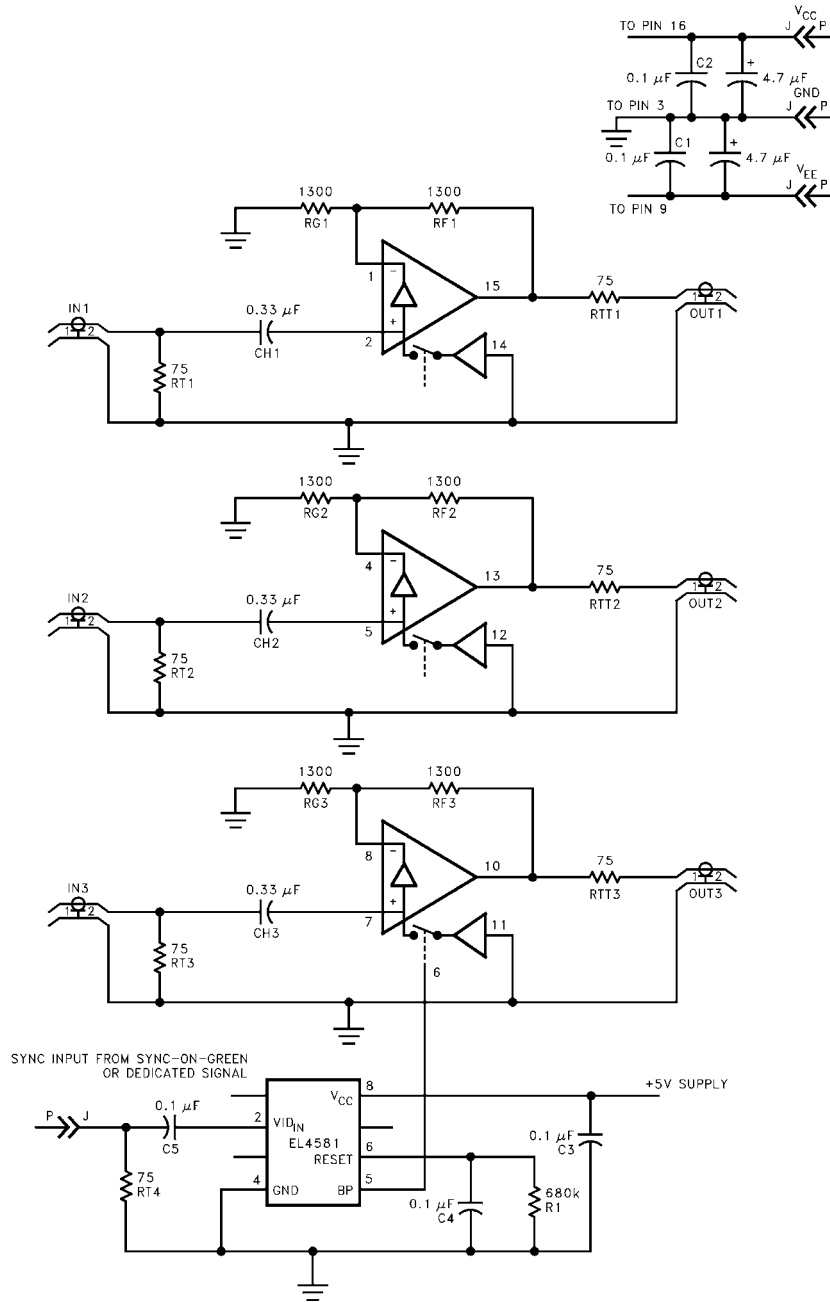 V_CC
TO PIN 16
J P
C2 +
0.1 µF 4.7 µF
GND
TO PIN 3
J P
C1 +
0.1 µF 4.7 µF
V_EE
J P
TO PIN 9
1300 1300
RG1 RF1
1 −
15
75
RTT1
1 2
OUT1
IN1
1 2
0.33 µF
CH1
+
2
14
75
RT1
1300 1300
RG2 RF2
4 −
13
75
RTT2
1 2
OUT2
IN2
1 2
0.33 µF
CH2
+
5
12
75
RT2
1300 1300
RG3 RF3
8 −
10
75
RTT3
1 2
OUT3
IN3
1 2
0.33 µF
CH3
+
7
11
75
RT3
6
SYNC INPUT FROM SYNC-ON-GREEN
OR DEDICATED SIGNAL
8
V_CC
+5V SUPPLY
P J
0.1 µF
C5
2
VID_IN
EL4581
0.1 µF
C3
RESET
6
75
RT4
4
GND
BP
5
0.1 µF
C4
680k
R1